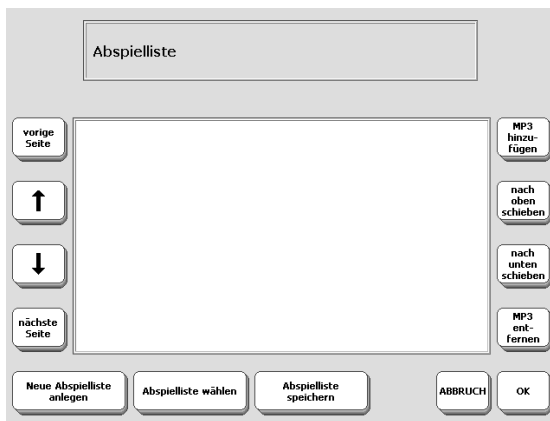 Abspielliste
vorige
Seite
MP3
hinzu-
fügen
↑
nach
oben
schieben
↓
nach
unten
schieben
nächste
Seite
MP3
ent-
fernen
Neue Abspielliste
anlegen
Abspielliste wählen
Abspielliste
speichern
ABBRUCH
OK